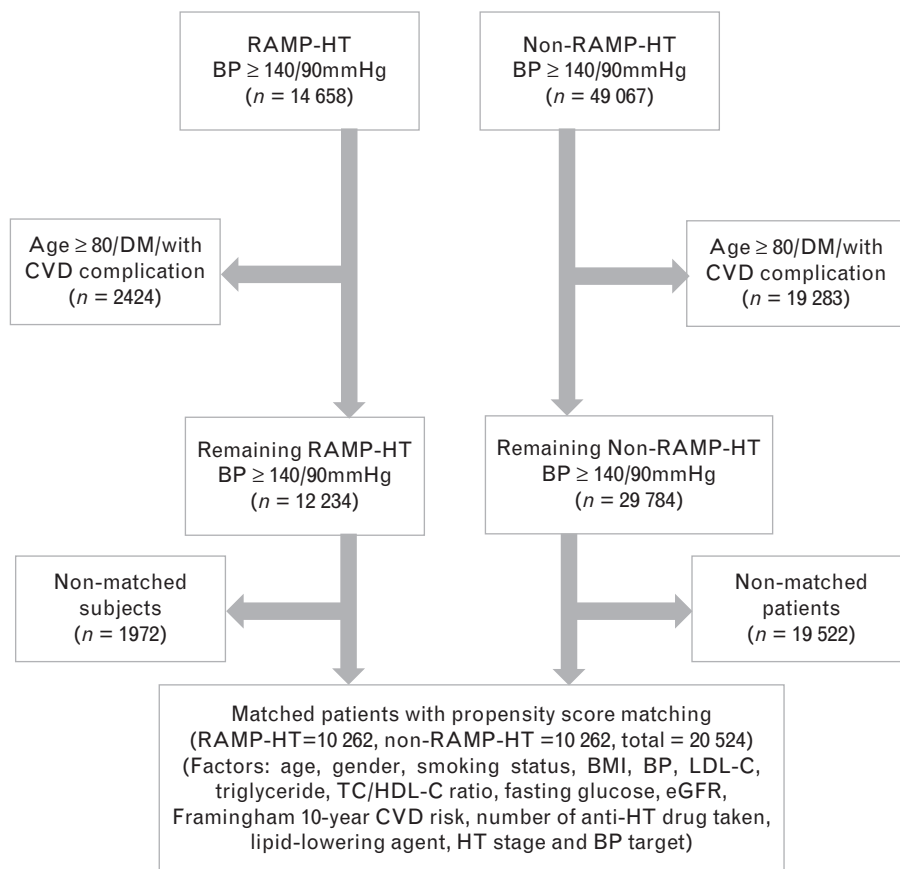 RAMP-HT
BP ≥ 140/90mmHg
(n = 14 658)
Non-RAMP-HT
BP ≥ 140/90mmHg
(n = 49 067)
Age ≥ 80/DM/with
CVD complication
(n = 2424)
Age ≥ 80/DM/with
CVD complication
(n = 19 283)
Remaining RAMP-HT
BP ≥ 140/90mmHg
(n = 12 234)
Remaining Non-RAMP-HT
BP ≥ 140/90mmHg
(n = 29 784)
Non-matched
subjects
(n = 1972)
Non-matched
patients
(n = 19 522)
Matched patients with propensity score matching
(RAMP-HT=10 262, non-RAMP-HT =10 262, total = 20 524)
(Factors: age, gender, smoking status, BMI, BP, LDL-C,
triglyceride, TC/HDL-C ratio, fasting glucose, eGFR,
Framingham 10-year CVD risk, number of anti-HT drug taken,
lipid-lowering agent, HT stage and BP target)